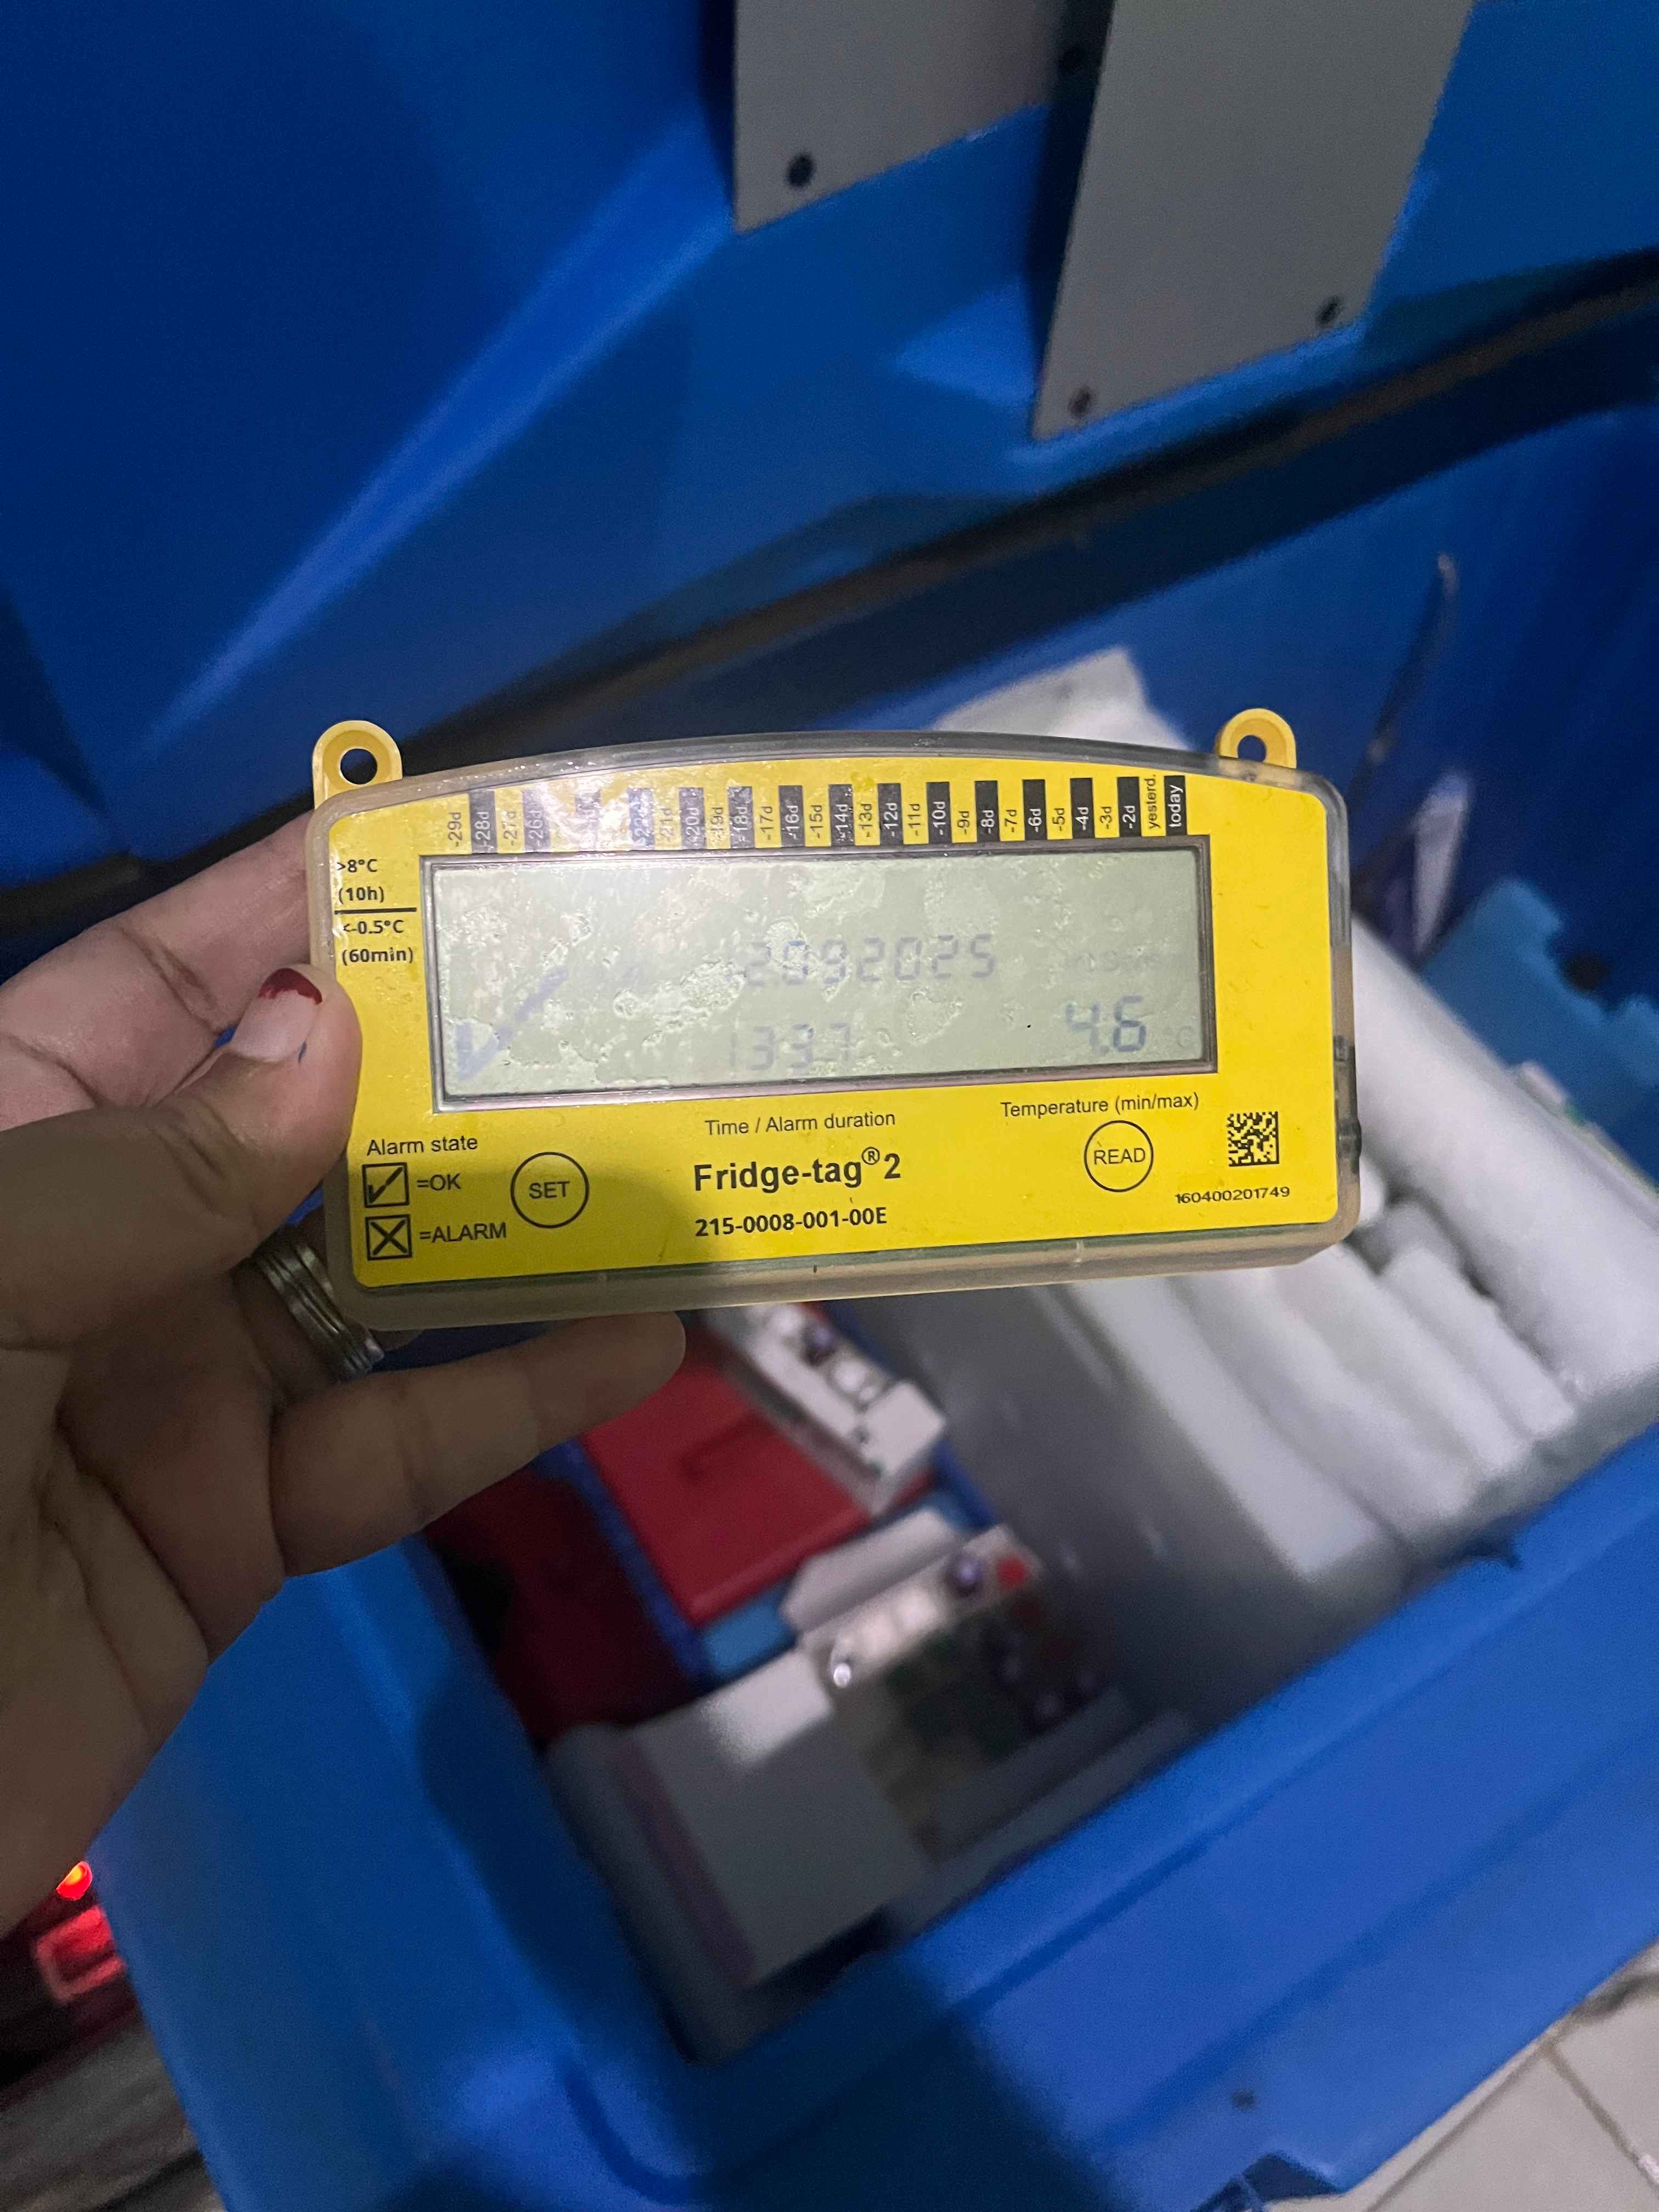 -29d -28d -27d -26d -22d -21d -20d -19d -18d -17d -16d -15d -14d -13d -12d -11d -10d -9d -8d -7d -6d -5d -4d -3d -2d yesterd. today
>8°C
(10h)
<-0.5°C
(60min)
2092025
1337
4.6 °C
Time / Alarm duration
Temperature (min/max)
Alarm state
=OK
=ALARM
SET
Fridge-tag®2
215-0008-001-00E
READ
160400201749